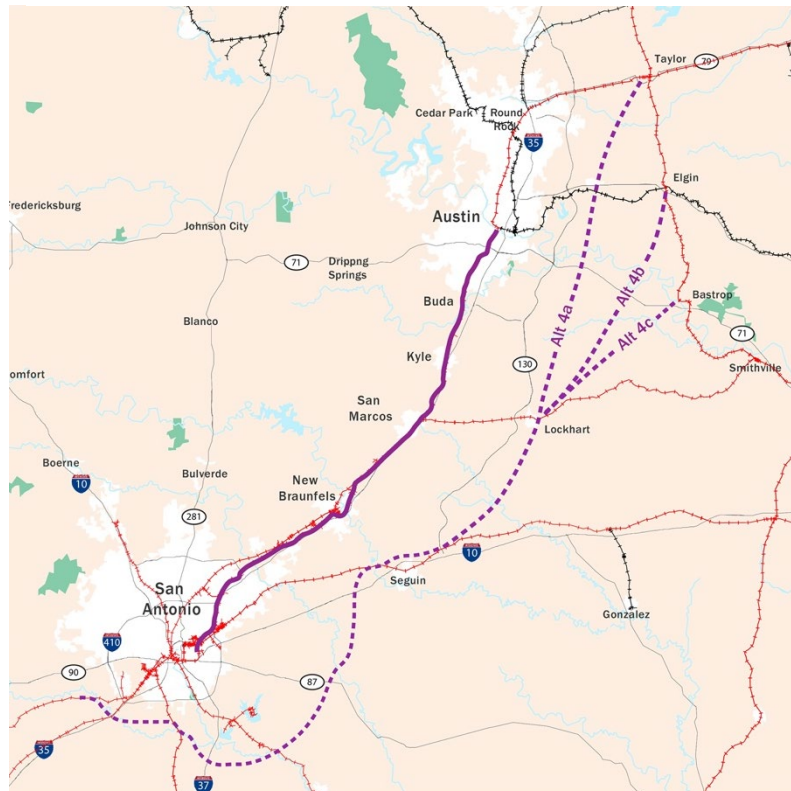 Taylor
79
Cedar Park
Round
Rock
35
Elgin
Fredericksburg
Austin
Johnson City
71
Dripping
Springs
Alt 4b
Bastrop
Buda
Alt 4a
Blanco
Alt 4c
71
Kyle
130
Smithville
omfort
San
Marcos
Lockhart
Boerne
10
Bulverde
New
Braunfels
281
10
Seguin
San
Antonio
Gonzalez
410
90
87
35
37